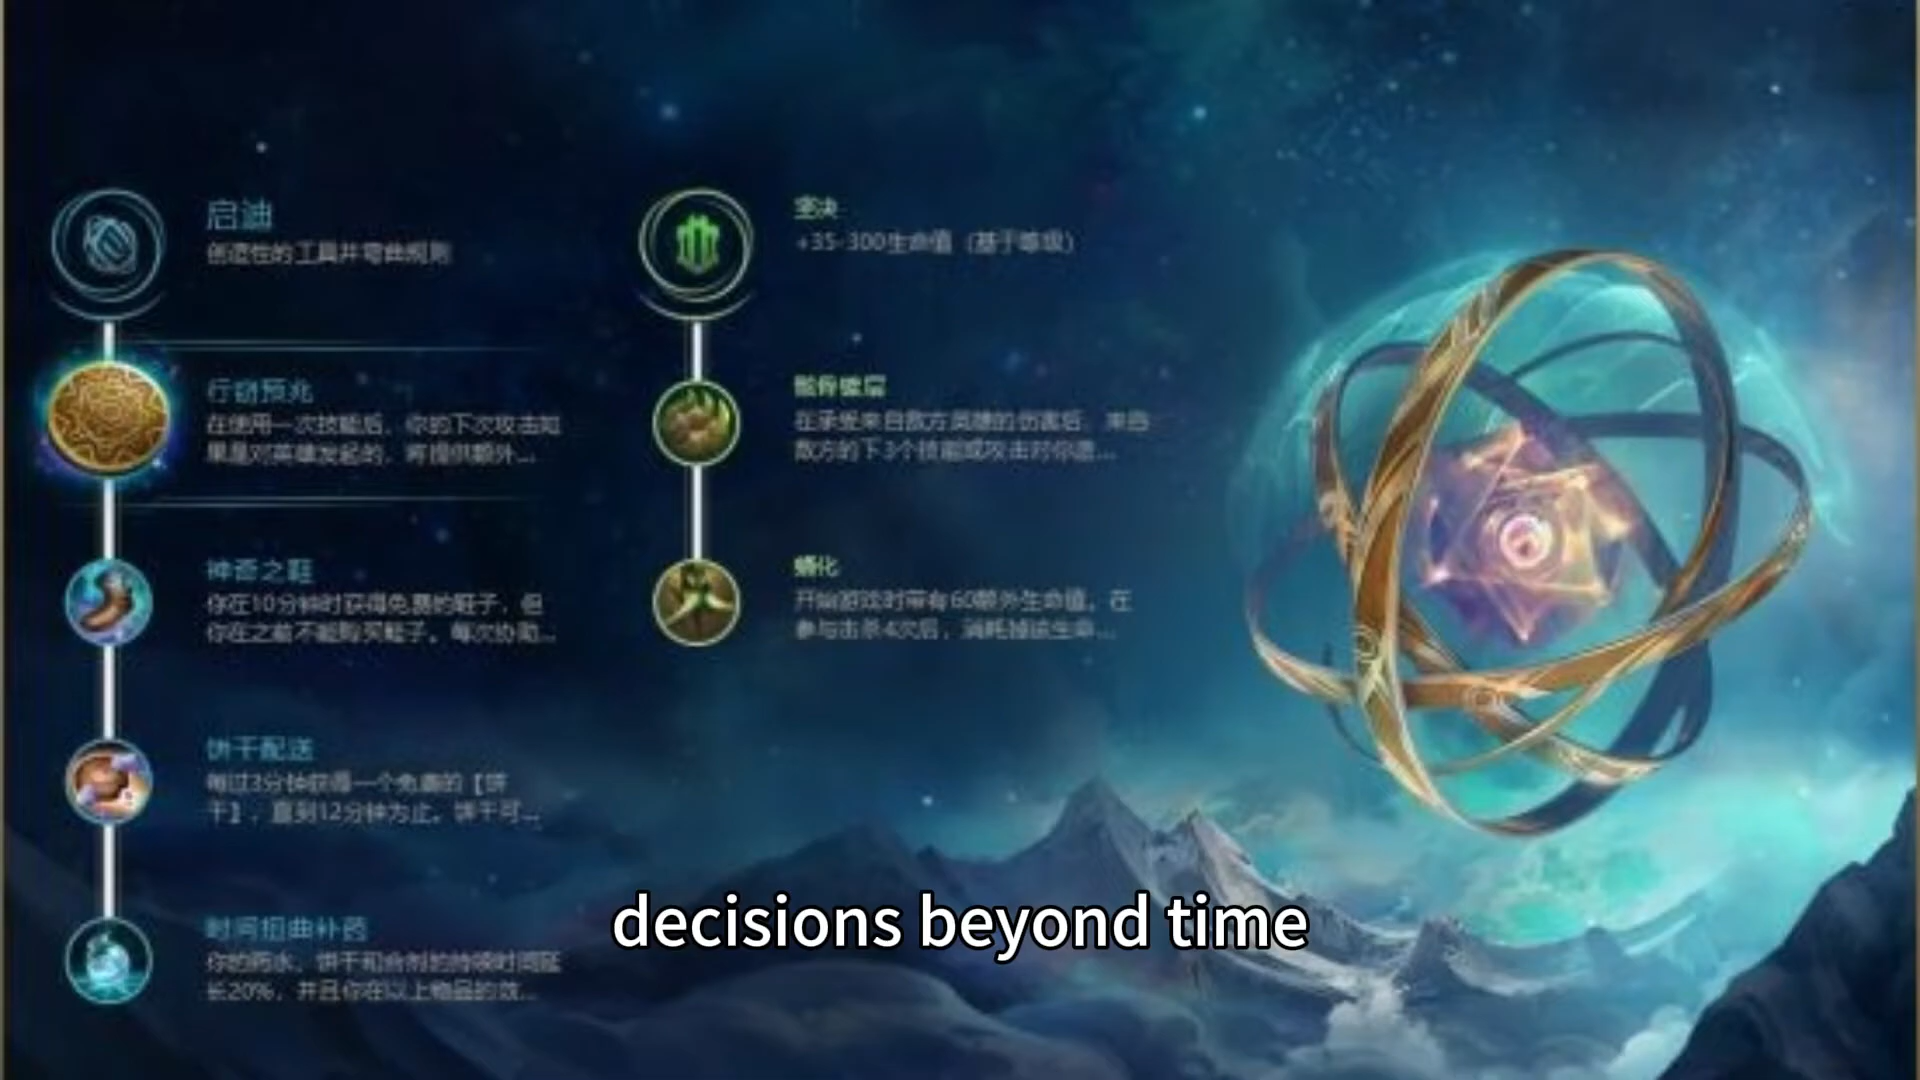 启迪
创造性的工具并弯曲规则
行窃预兆
在使用一次技能后，你的下次攻击如
果是对英雄发起的，将提供额外...
神奇之鞋
你在10分钟时获得免费的鞋子，但
你在之前不能购买鞋子。每次协助...
饼干配送
每过3分钟获得一个免费的【饼
干】，直到12分钟为止。饼干可...
时间扭曲补药
你的药水、饼干和合剂的持续时间延
长20%，并且你在以上物品的效...
坚决
+35-300生命值（基于等级）
骸骨镀层
在承受来自敌方英雄的伤害后，来自
敌方的下3个技能或攻击对你造...
开始游戏时带有60额外生命值。在
参与击杀4次后，消耗掉该生命...
decisions beyond time